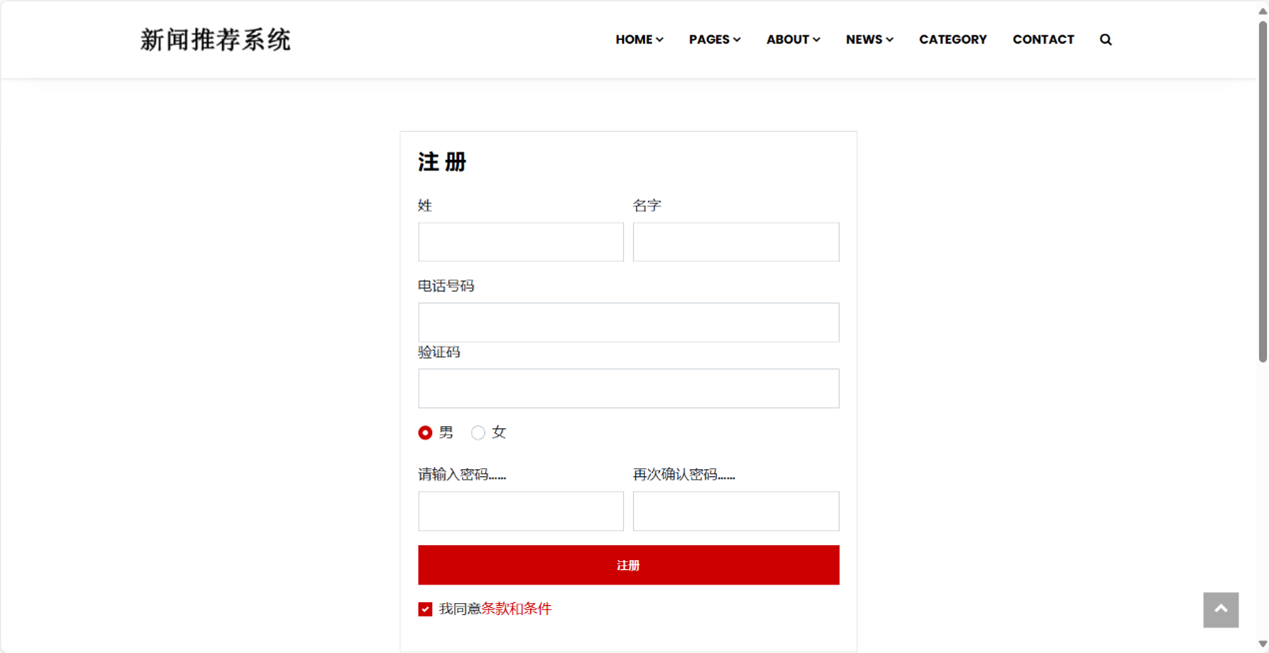 新闻推荐系统
HOME PAGES ABOUT NEWS CATEGORY CONTACT
注 册
姓 名字
电话号码
验证码
男 女
请输入密码…… 再次确认密码……
注册
我同意条款和条件